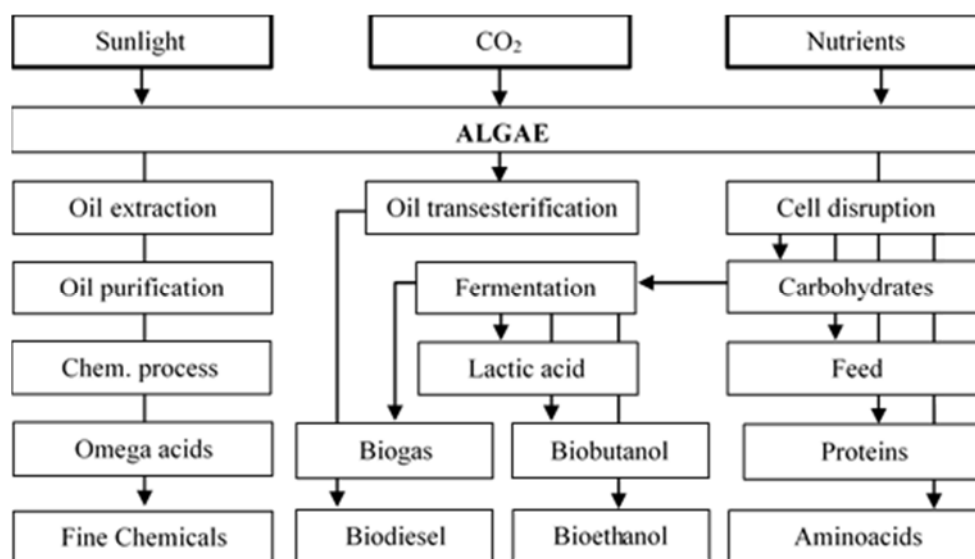 Sunlight
CO₂
Nutrients
ALGAE
Oil extraction
Oil transesterification
Cell disruption
Oil purification
Fermentation
Carbohydrates
Chem. process
Lactic acid
Feed
Omega acids
Biogas
Biobutanol
Proteins
Fine Chemicals
Biodiesel
Bioethanol
Aminoacids